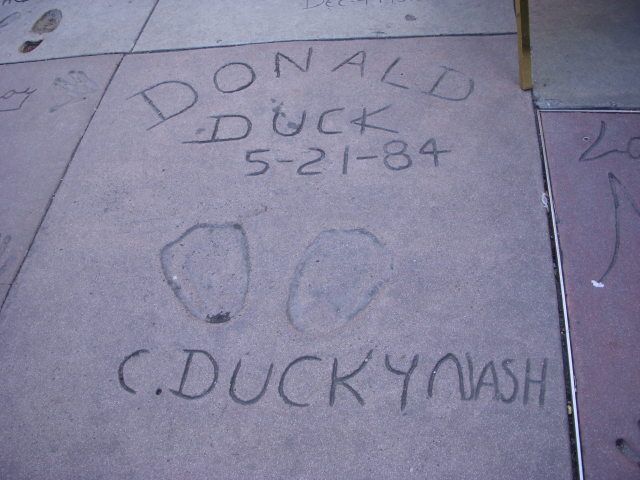 DONALD
DUCK
5-21-84
C. DUCKY NASH